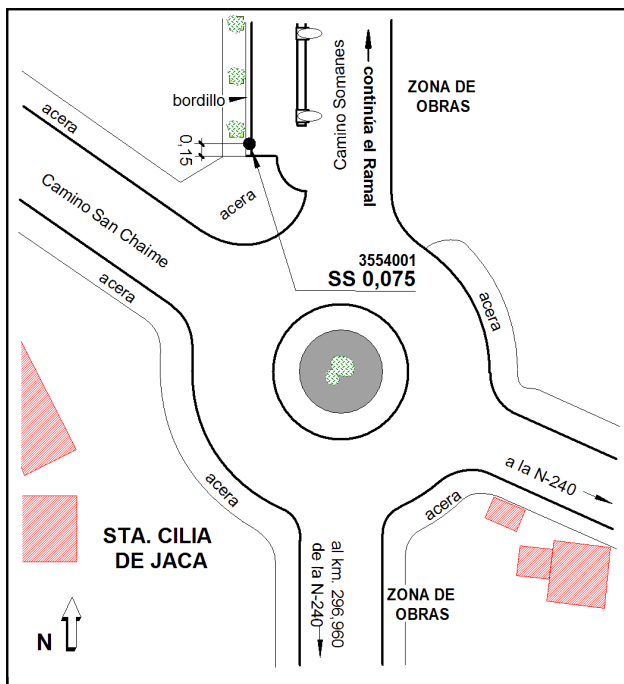 bordillo
ZONA DE
OBRAS
Camino Somanes
continúa el Ramal
acera
0,15
acera
Camino San Chaime
3554001
SS 0,075
acera
acera
acera
a la N-240
acera
STA. CILIA
DE JACA
al km. 296,960
de la N-240
ZONA DE
OBRAS
N